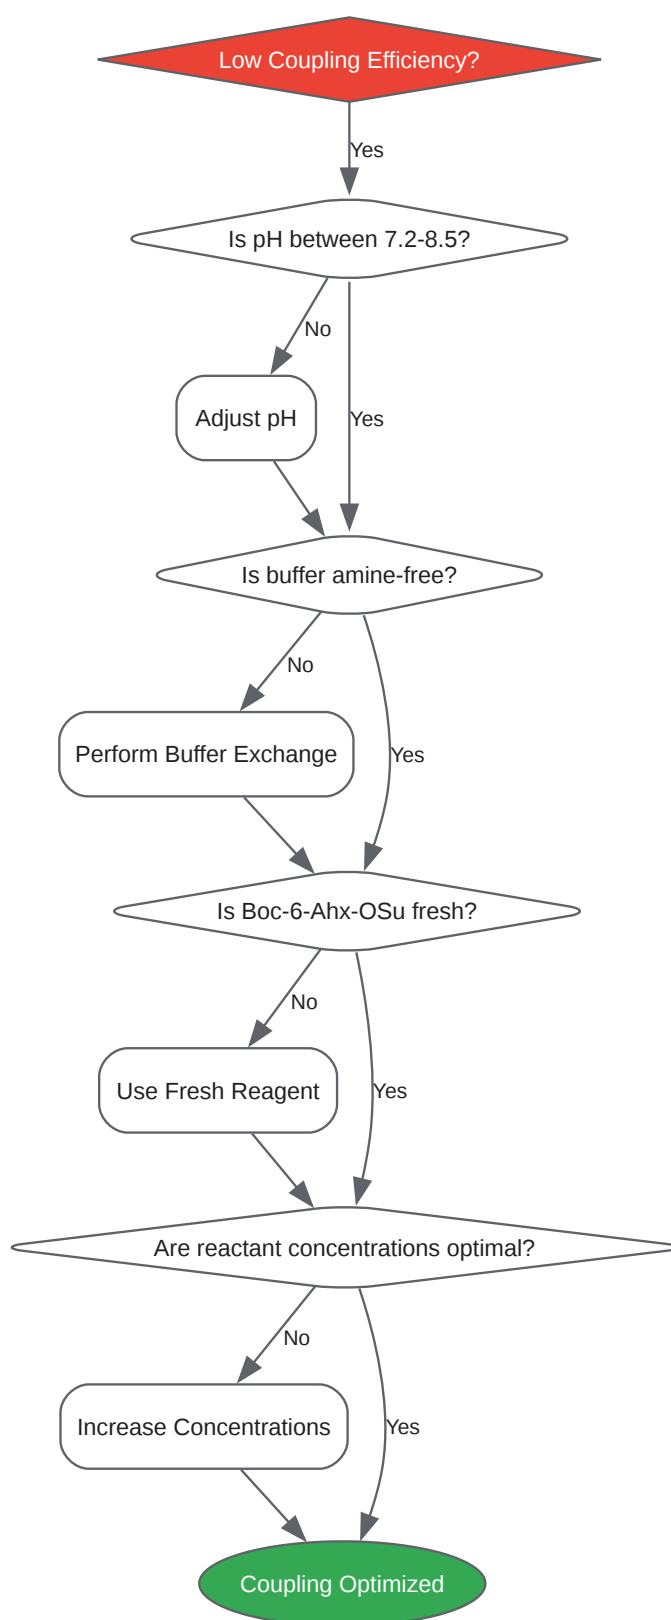 Low Coupling Efficiency?
Yes
Is pH between 7.2-8.5?
No
Adjust pH
Yes
Is buffer amine-free?
No
Perform Buffer Exchange
Yes
Is Boc-6-Ahx-OSu fresh?
No
Use Fresh Reagent
Yes
Are reactant concentrations optimal?
No
Increase Concentrations
Yes
Coupling Optimized